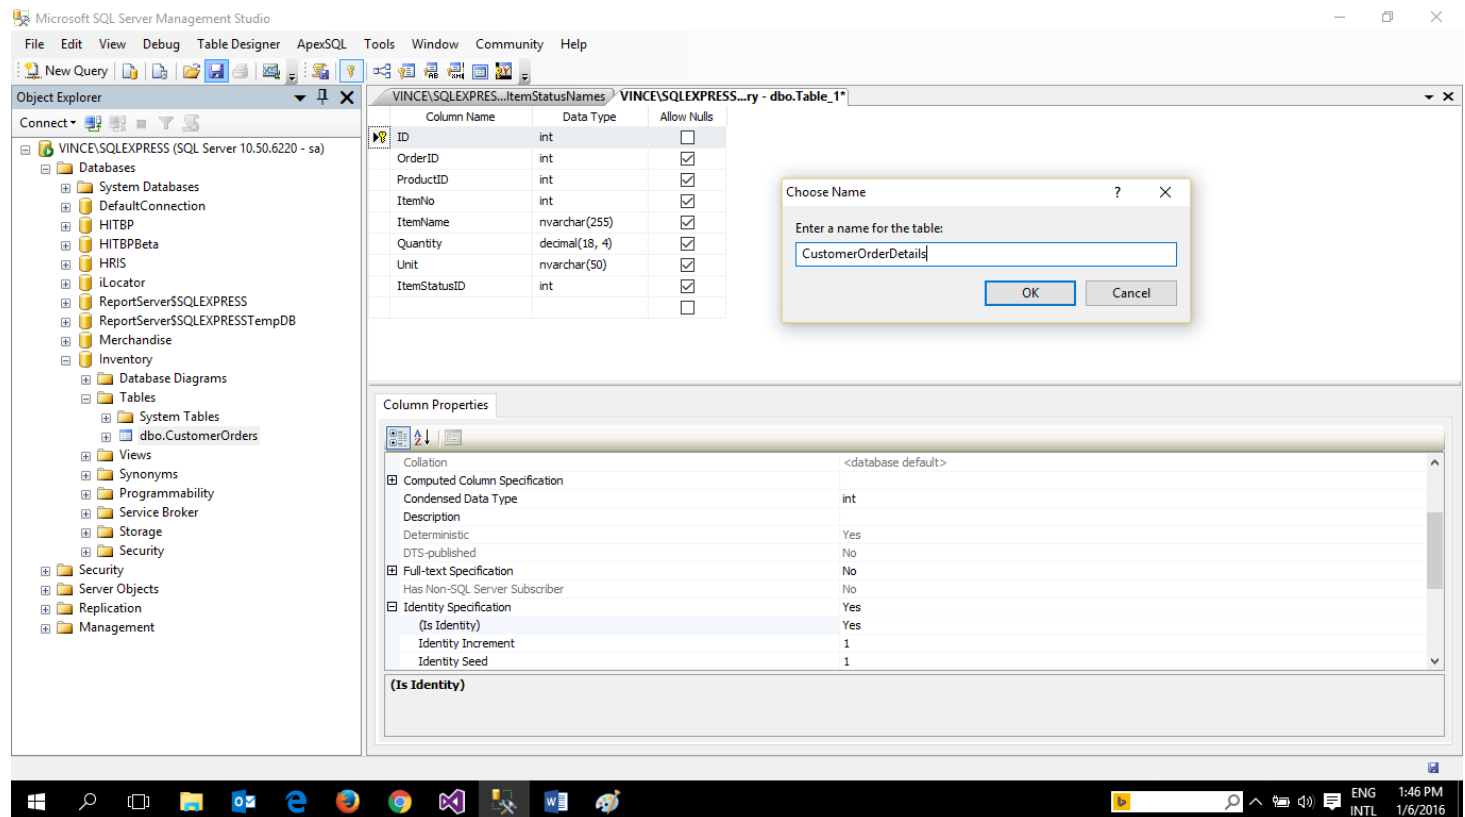 Microsoft SQL Server Management Studio
File Edit View Debug Table Designer ApexSQL Tools Window Community Help
New Query
Object Explorer
Connect
VINCE\SQLEXPRESS (SQL Server 10.50.6220 - sa)
Databases
System Databases
DefaultConnection
HITBP
HITBPBeta
HRIS
iLocator
ReportServer$SQLEXPRESS
ReportServer$SQLEXPRESSTempDB
Merchandise
Inventory
Database Diagrams
Tables
System Tables
dbo.CustomerOrders
Views
Synonyms
Programmability
Service Broker
Storage
Security
Security
Server Objects
Replication
Management
VINCE\SQLEXPRES...ItemStatusNames VINCE\SQLEXPRESS...ry - dbo.Table_1*
Column Name Data Type Allow Nulls
ID int
OrderID int
ProductID int
ItemNo int
ItemName nvarchar(255)
Quantity decimal(18, 4)
Unit nvarchar(50)
ItemStatusID int
Choose Name ?
Enter a name for the table:
CustomerOrderDetails
OK Cancel
Column Properties
Collation <database default>
Computed Column Specification
Condensed Data Type int
Description
Deterministic Yes
DTS-published No
Full-text Specification No
Has Non-SQL Server Subscriber No
Identity Specification Yes
(Is Identity) Yes
Identity Increment 1
Identity Seed 1
(Is Identity)
ENG 1:46 PM
INTL 1/6/2016